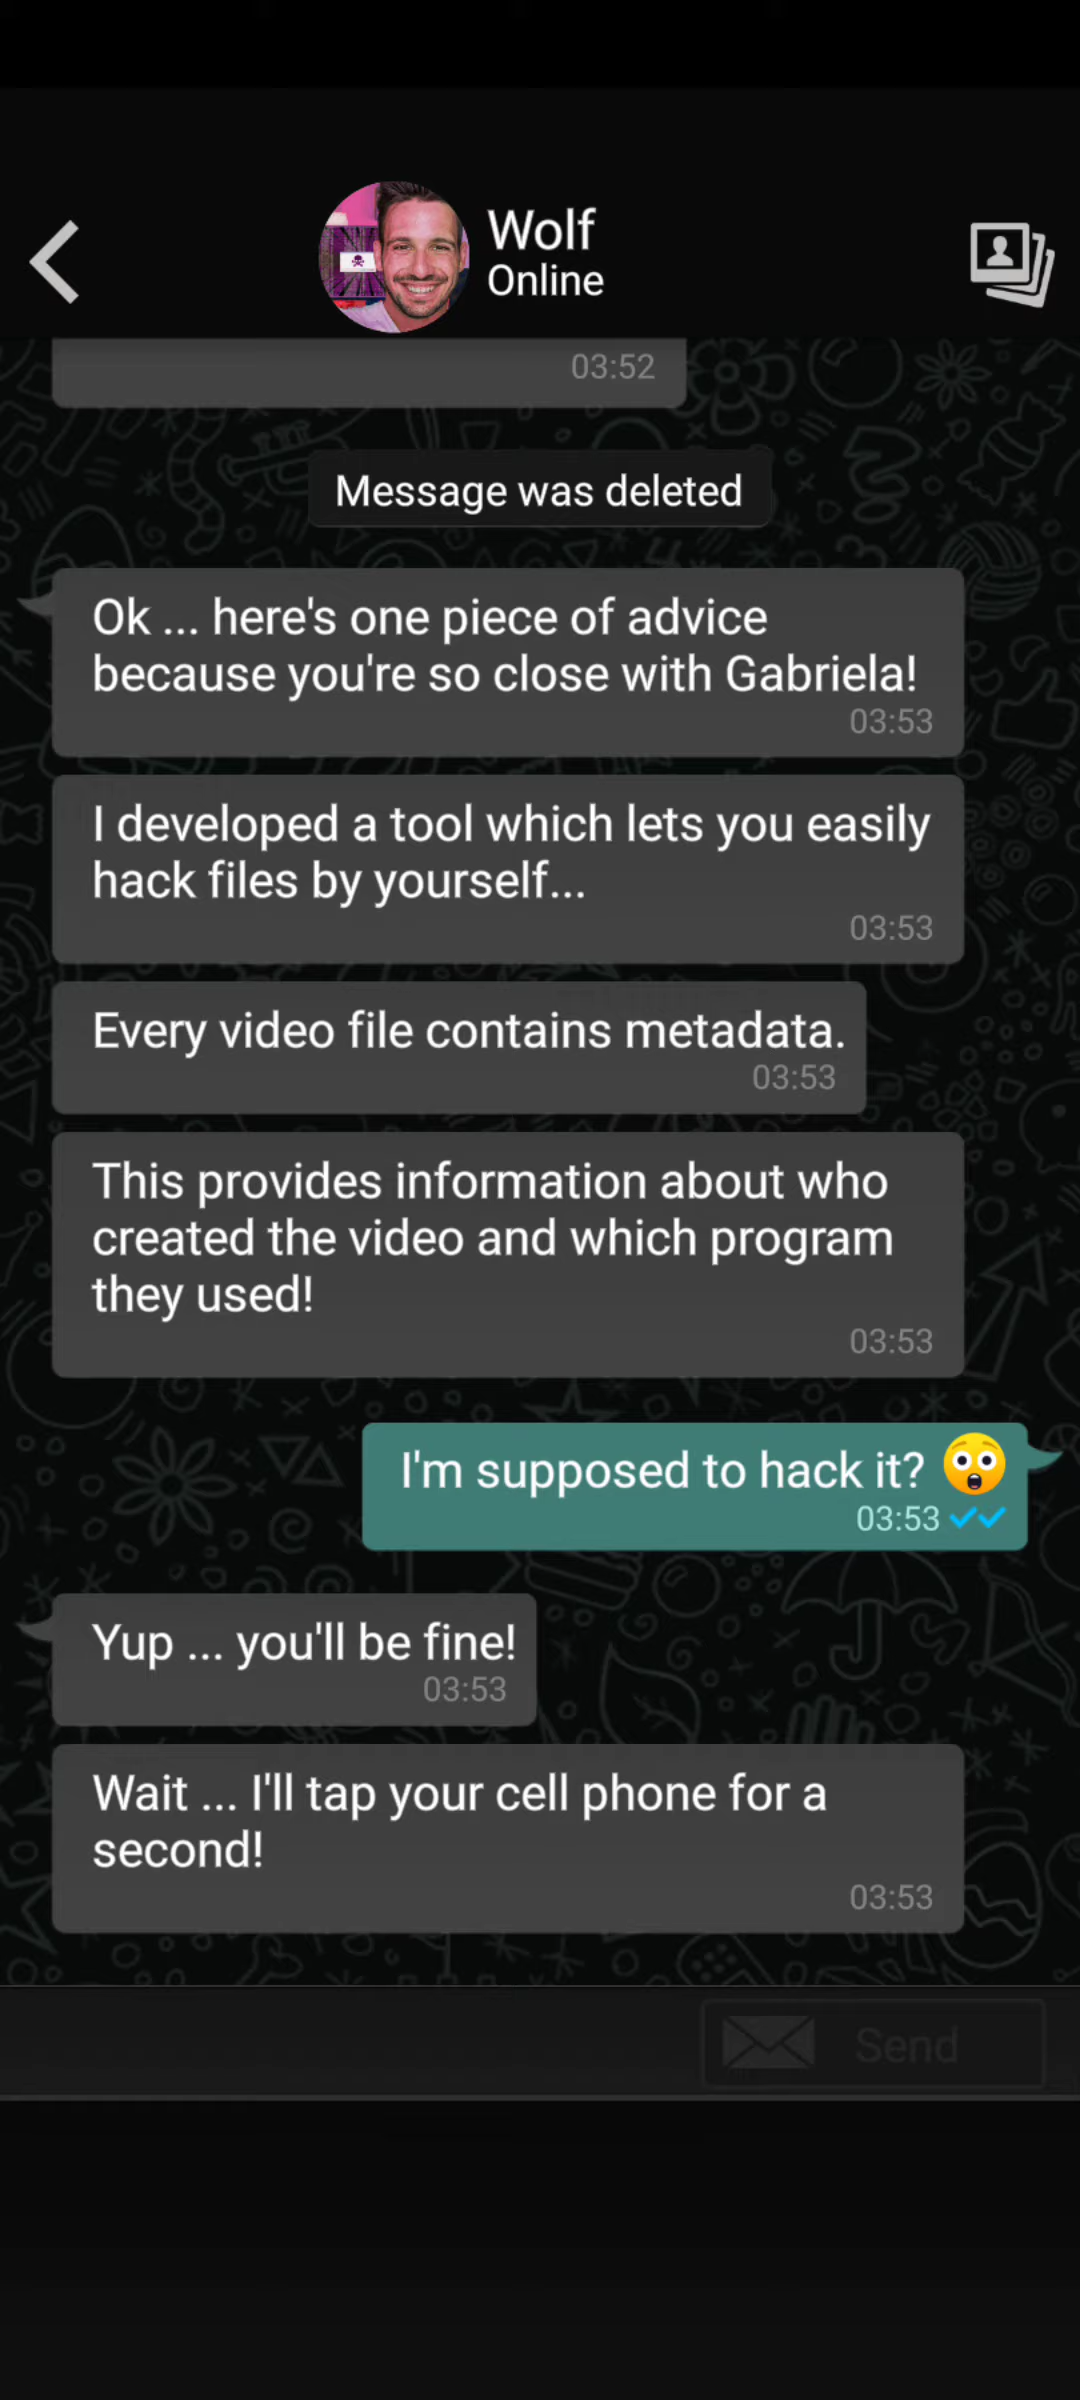 Wolf
Online
03:52
Message was deleted
Ok ... here's one piece of advice
because you're so close with Gabriela!
03:53
I developed a tool which lets you easily
hack files by yourself...
03:53
Every video file contains metadata.
03:53
This provides information about who
created the video and which program
they used!
03:53
I'm supposed to hack it? 😲
03:53
Yup ... you'll be fine!
03:53
Wait ... I'll tap your cell phone for a
second!
03:53
Send